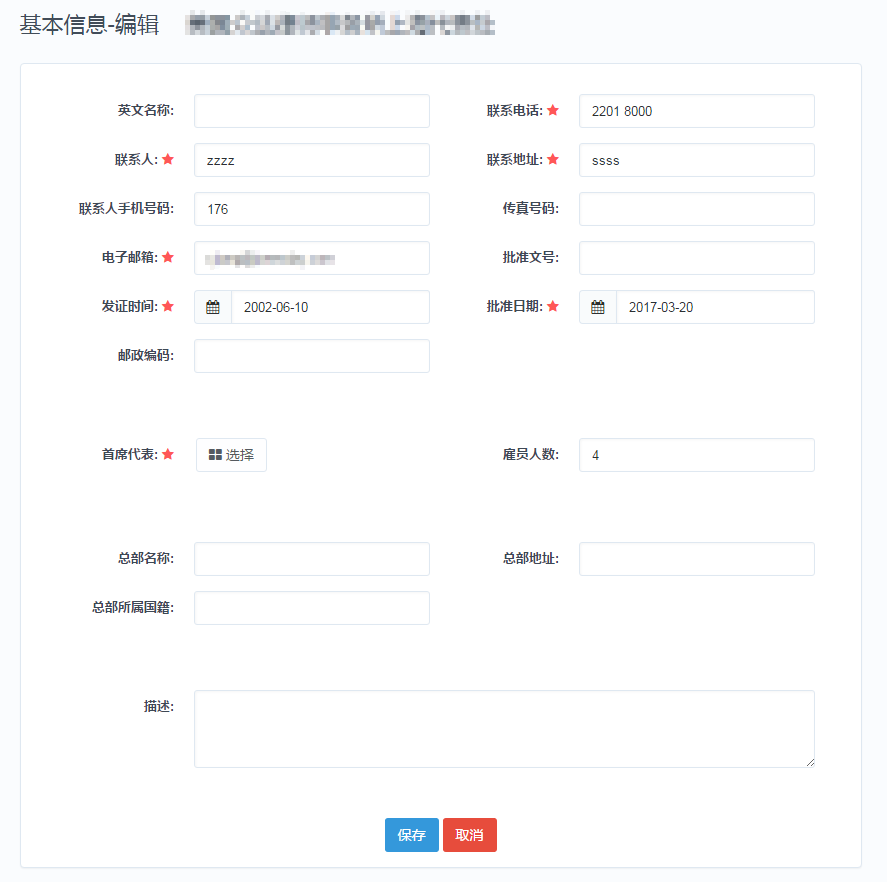 基本信息-编辑
英文名称: 联系电话: 2201 8000
联系人: zzzz 联系地址: ssss
联系人手机号码: 176 传真号码:
电子邮箱: 批准文号:
发证时间: 2002-06-10 批准日期: 2017-03-20
邮政编码:
首席代表: 选择 雇员人数: 4
总部名称: 总部地址:
总部所属国籍:
描述:
保存 取消